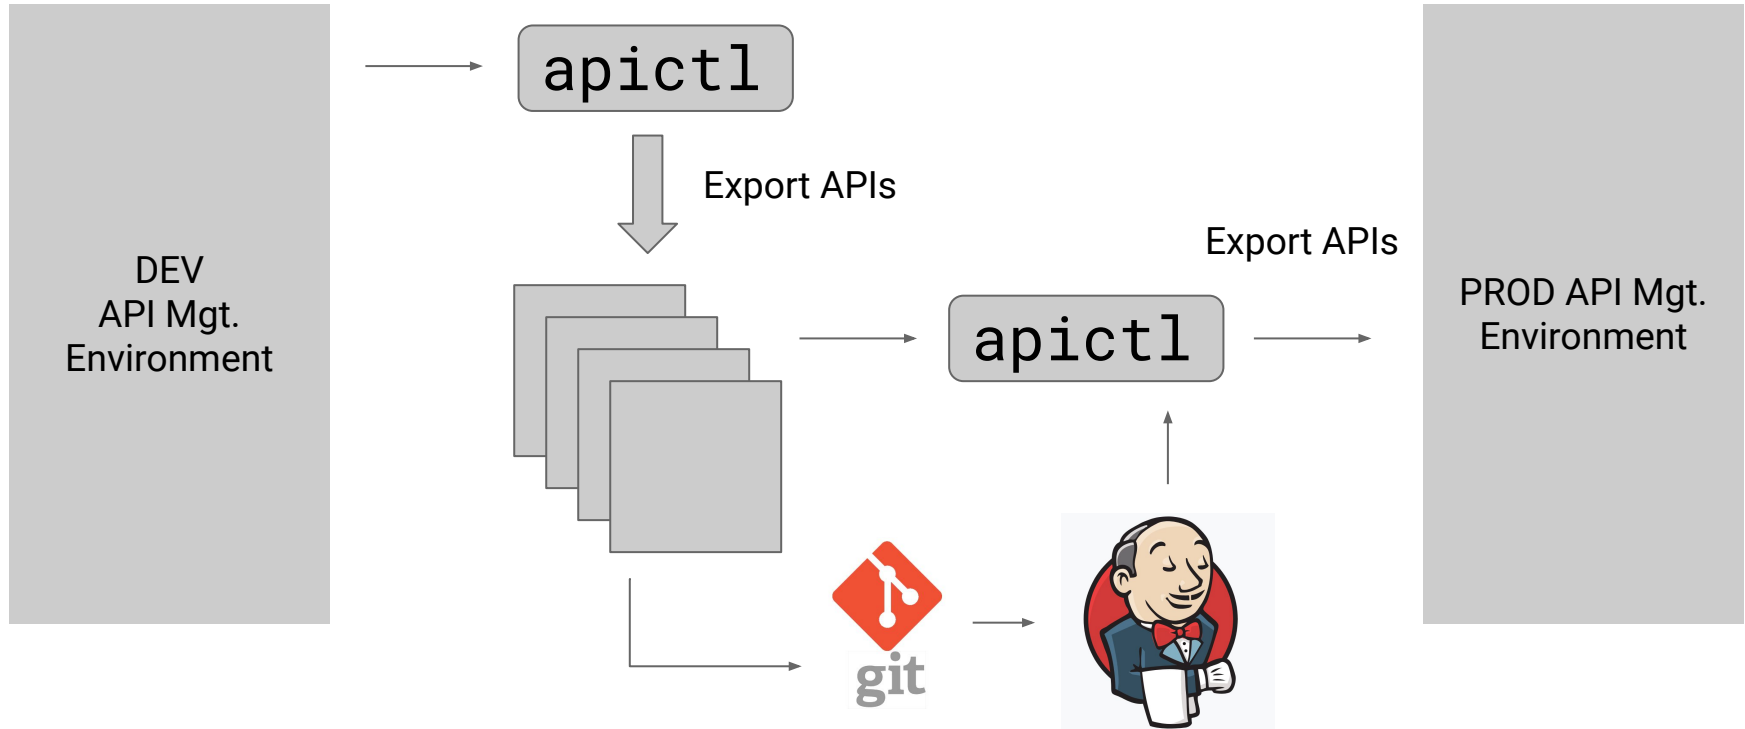 apictl
Export APIs
DEV
API Mgt.
Environment
Export APIs
apictl
PROD API Mgt.
Environment
git